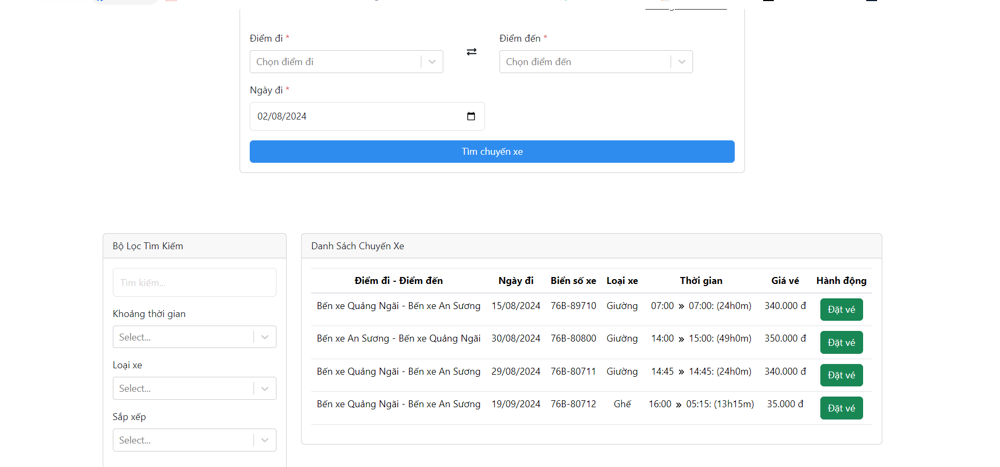 Điểm đi *
Điểm đến *
Chọn điểm đi
Chọn điểm đến
Ngày đi *
02/08/2024
Tìm chuyến xe
Bộ Lọc Tìm Kiếm
Tìm kiếm...
Khoảng thời gian
Select...
Loại xe
Select...
Sắp xếp
Select...
Danh Sách Chuyến Xe
Điểm đi - Điểm đến Ngày đi Biển số xe Loại xe Thời gian Giá vé Hành động
Bến xe Quảng Ngãi - Bến xe An Sương 15/08/2024 76B-89710 Giường 07:00 » 07:00: (24h0m) 340.000 đ Đặt vé
Bến xe An Sương - Bến xe Quảng Ngãi 30/08/2024 76B-80800 Giường 14:00 » 15:00: (49h0m) 350.000 đ Đặt vé
Bến xe Quảng Ngãi - Bến xe An Sương 29/08/2024 76B-80711 Giường 14:45 » 14:45: (24h0m) 340.000 đ Đặt vé
Bến xe Quảng Ngãi - Bến xe An Sương 19/09/2024 76B-80712 Ghế 16:00 » 05:15: (13h15m) 35.000 đ Đặt vé